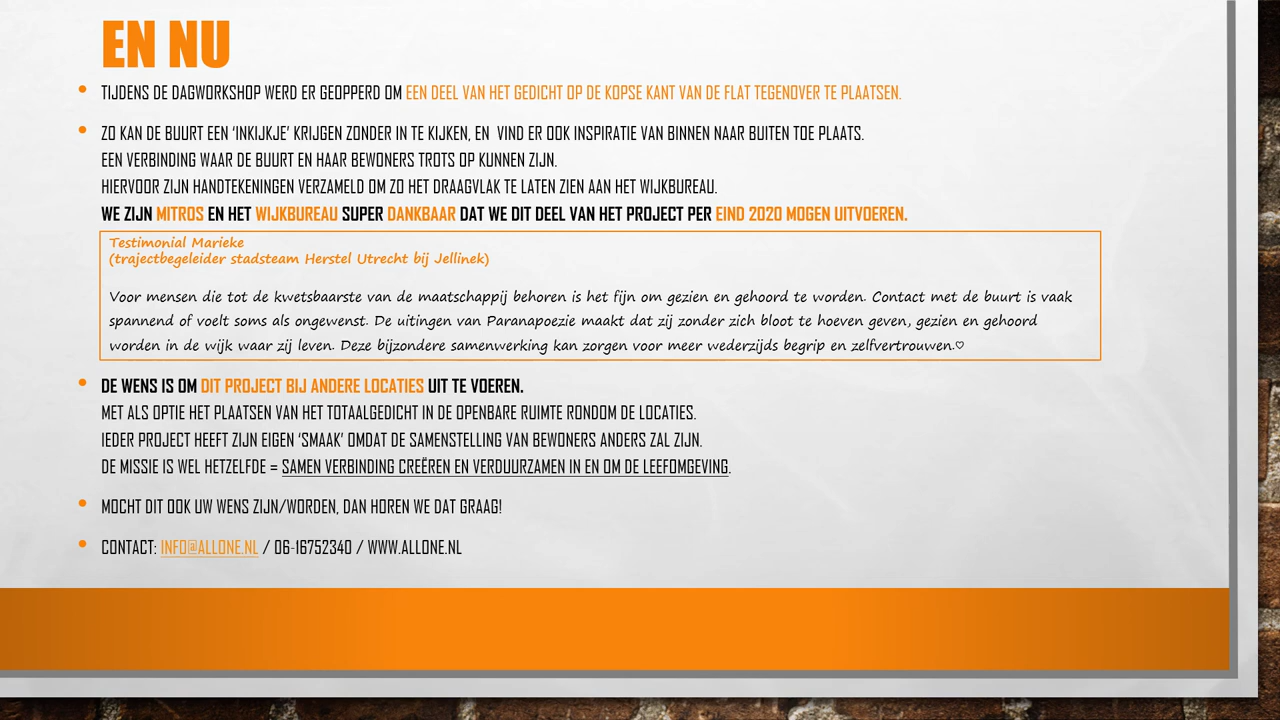 EN NU
• TIJDENS DE DAGWORKSHOP WERD ER GEOPPERD OM EEN DEEL VAN HET GEDICHT OP DE KOPSE KANT VAN DE FLAT TEGENOVER TE PLAATSEN.
• ZO KAN DE BUURT EEN ‘INKIJKJE’ KRIJGEN ZONDER IN TE KIJKEN, EN VIND ER OOK INSPIRATIE VAN BINNEN NAAR BUITEN TOE PLAATS.
EEN VERBINDING WAAR DE BUURT EN HAAR BEWONERS TROTS OP KUNNEN ZIJN.
HIERVOOR ZIJN HANDTEKENINGEN VERZAMELD OM ZO HET DRAAGVLAK TE LATEN ZIEN AAN HET WIJKBUREAU.
WE ZIJN MITROS EN HET WIJKBUREAU SUPER DANKBAAR DAT WE DIT DEEL VAN HET PROJECT PER EIND 2020 MOGEN UITVOEREN.
Testimonial Marieke
(trajectbegeleider stadsteam Herstel Utrecht bij Jellinek)
Voor mensen die tot de kwetsbaarste van de maatschappij behoren is het fijn om gezien en gehoord te worden. Contact met de buurt is vaak
spannend of voelt soms als ongewenst. De uitingen van Paranapoezie maakt dat zij zonder zich bloot te hoeven geven, gezien en gehoord
worden in de wijk waar zij leven. Deze bijzondere samenwerking kan zorgen voor meer wederzijds begrip en zelfvertrouwen.♡
• DE WENS IS OM DIT PROJECT BIJ ANDERE LOCATIES UIT TE VOEREN.
MET ALS OPTIE HET PLAATSEN VAN HET TOTAALGEDICHT IN DE OPENBARE RUIMTE RONDOM DE LOCATIES.
IEDER PROJECT HEEFT ZIJN EIGEN ‘SMAAK’ OMDAT DE SAMENSTELLING VAN BEWONERS ANDERS ZAL ZIJN.
DE MISSIE IS WEL HETZELFDE = SAMEN VERBINDING CREËREN EN VERDUURZAMEN IN EN OM DE LEEFOMGEVING.
• MOCHT DIT OOK UW WENS ZIJN/WORDEN, DAN HOREN WE DAT GRAAG!
• CONTACT: INFO@ALLONE.NL / 06-16752340 / WWW.ALLONE.NL